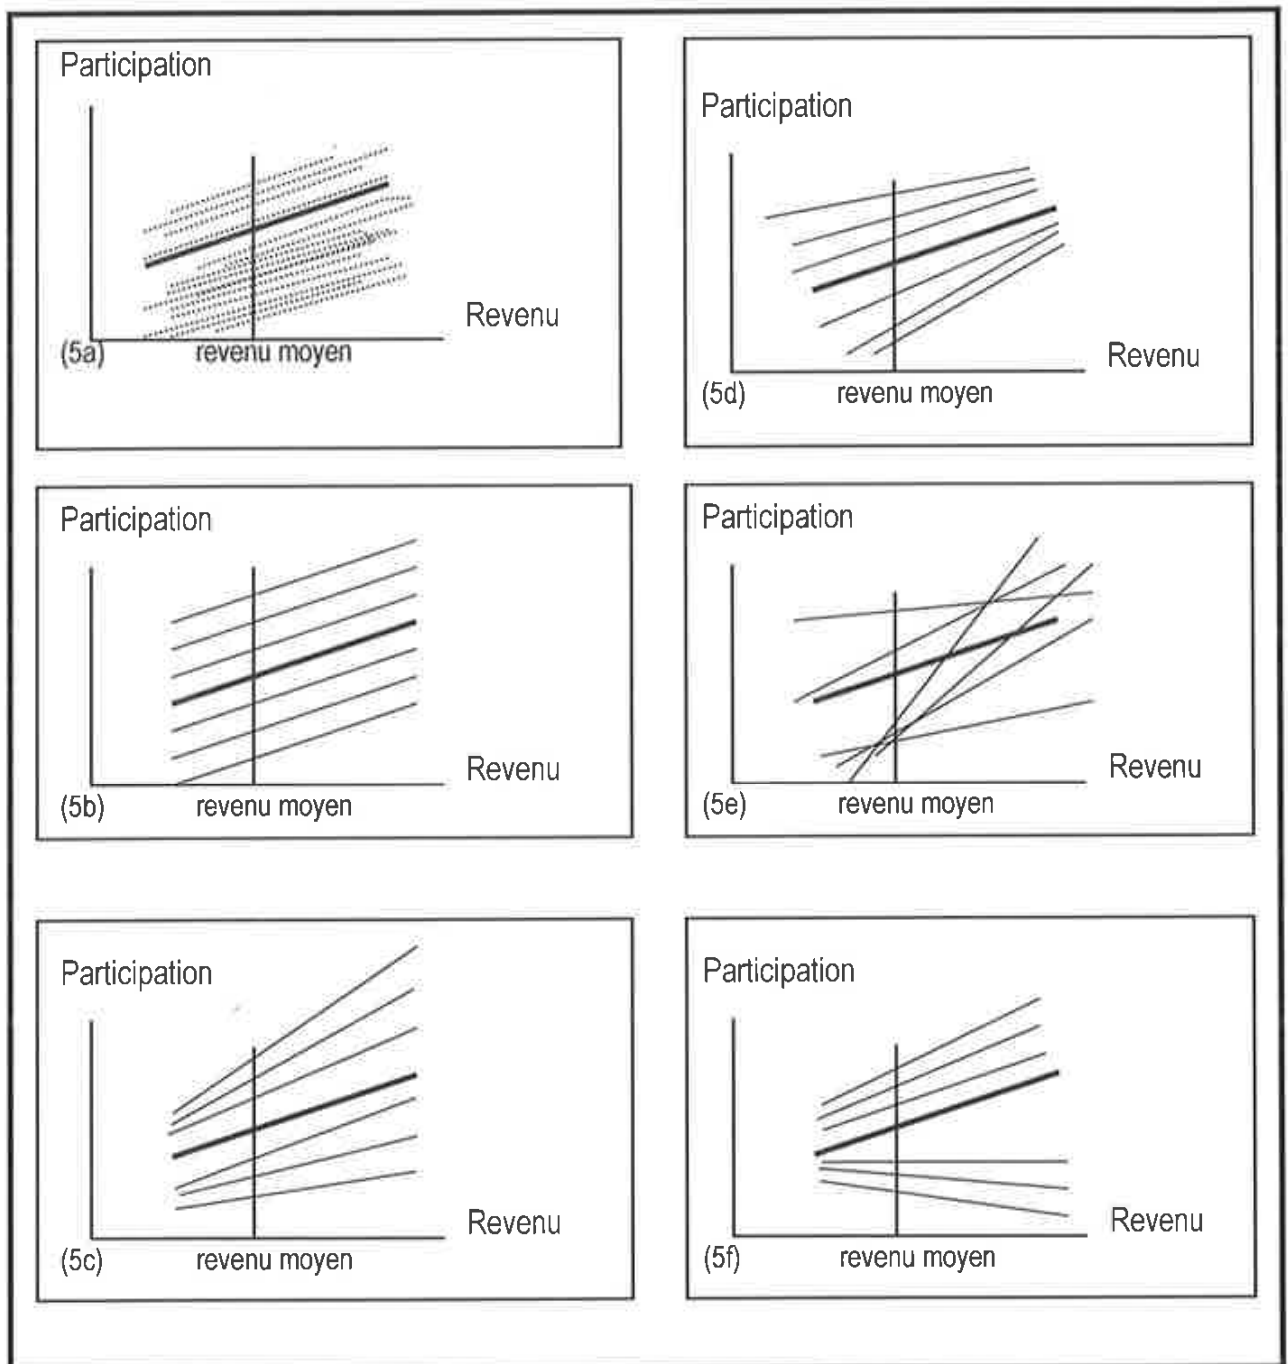 Participation
Revenu
(5a)
revenu moyen
Participation
Revenu
(5d)
revenu moyen
Participation
Revenu
(5b)
revenu moyen
Participation
Revenu
(5e)
revenu moyen
Participation
Revenu
(5c)
revenu moyen
Participation
Revenu
(5f)
revenu moyen